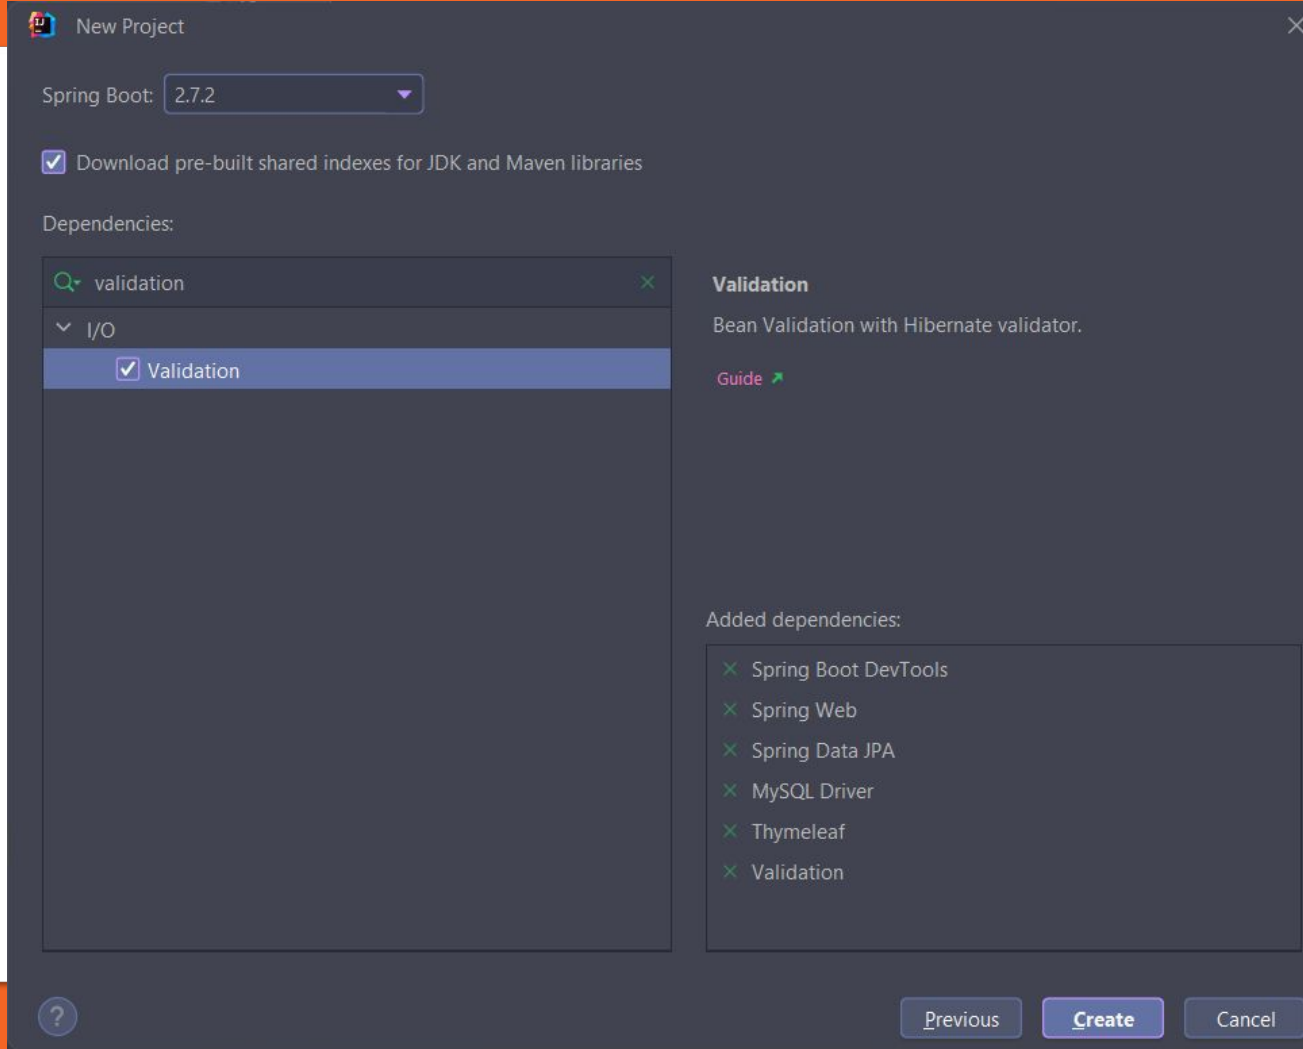 New Project
Spring Boot: 2.7.2
Download pre-built shared indexes for JDK and Maven libraries
Dependencies:
validation
I/O
Validation
Validation
Bean Validation with Hibernate validator.
Guide
Added dependencies:
Spring Boot DevTools
Spring Web
Spring Data JPA
MySQL Driver
Thymeleaf
Validation
? Previous Create Cancel